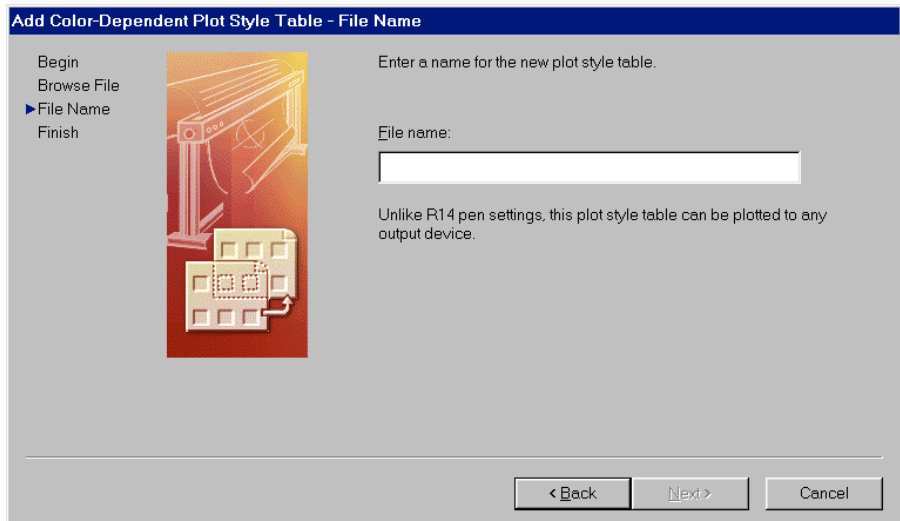 Add Color-Dependent Plot Style Table - File Name
Begin
Browse File
File Name
Finish
Enter a name for the new plot style table.
File name:
Unlike R14 pen settings, this plot style table can be plotted to any
output device.
< Back
Next >
Cancel